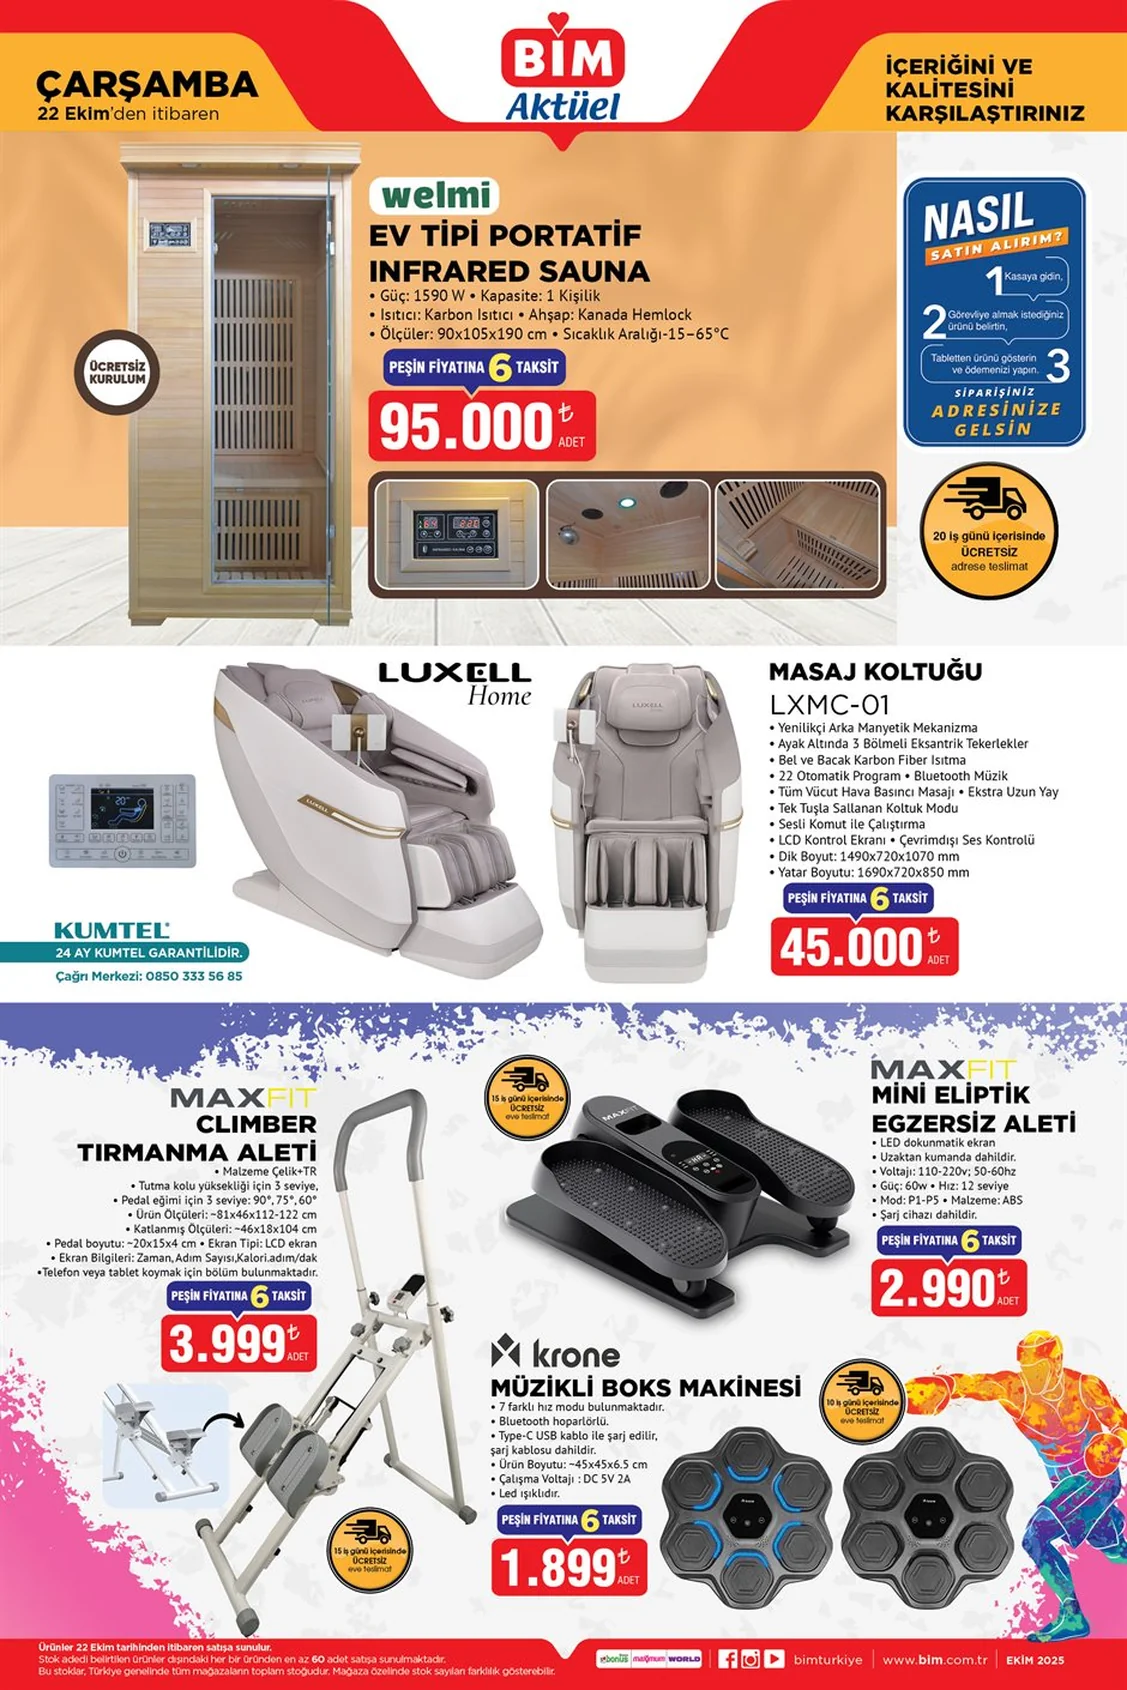 ÇARŞAMBA
22 Ekim'den itibaren
BİM
Aktüel
İÇERİĞİNİ VE
KALİTESİNİ
KARŞILAŞTIRINIZ
welmi
EV TİPİ PORTATİF
INFRARED SAUNA
• Güç: 1590 W • Kapasite: 1 Kişilik
• Isıtıcı: Karbon Isıtıcı • Ahşap: Kanada Hemlock
• Ölçüler: 90x105x190 cm • Sıcaklık Aralığı-15–65°C
PEŞİN FİYATINA 6 TAKSİT
95.000₺
ADET
ÜCRETSİZ
KURULUM
NASIL
SATIN ALIRIM?
1 Kasaya gidin,
2 Görevliye almak istediğiniz
ürünü belirtin,
Tabletten ürünü gösterin
ve ödemenizi yapın. 3
SİPARİŞİNİZ
ADRESİNİZE
GELSİN
20 iş günü içerisinde
ÜCRETSİZ
adrese teslimat
LUXELL
Home
MASAJ KOLTUĞU
LXMC-01
• Yenilikçi Arka Manyetik Mekanizma
• Ayak Altında 3 Bölmeli Eksantrik Tekerlekler
• Bel ve Bacak Karbon Fiber Isıtma
• 22 Otomatik Program • Bluetooth Müzik
• Tüm Vücut Hava Basıncı Masajı • Ekstra Uzun Yay
• Tek Tuşla Sallanan Koltuk Modu
• Sesli Komut ile Çalıştırma
• LCD Kontrol Ekranı • Çevrimdışı Ses Kontrolü
• Dik Boyut: 1490x720x1070 mm
• Yatar Boyutu: 1690x720x850 mm
PEŞİN FİYATINA 6 TAKSİT
45.000₺
ADET
LUXELL
LUXELL
KUMTEL
24 AY KUMTEL GARANTİLİDİR.
Çağrı Merkezi: 0850 333 56 85
MAXFIT
CLIMBER
TIRMANMA ALETİ
• Malzeme Çelik+TR
• Tutma kolu yüksekliği için 3 seviye,
• Pedal eğimi için 3 seviye: 90°, 75°, 60°
• Ürün Ölçüleri: ~81x46x112-122 cm
• Katlanmış Ölçüleri: ~46x18x104 cm
• Pedal boyutu: ~20x15x4 cm • Ekran Tipi: LCD ekran
• Ekran Bilgileri: Zaman,Adım Sayısı,Kalori.adım/dak
•Telefon veya tablet koymak için bölüm bulunmaktadır.
PEŞİN FİYATINA 6 TAKSİT
3.999₺
ADET
15 iş günü içerisinde
ÜCRETSİZ
eve teslimat
15 iş günü içerisinde
ÜCRETSİZ
eve teslimat
MAXFIT
MAXFIT
MİNİ ELİPTİK
EGZERSİZ ALETİ
• LED dokunmatik ekran
• Uzaktan kumanda dahildir.
• Voltajı: 110-220v; 50-60hz
• Güç: 60w • Hız: 12 seviye
• Mod: P1-P5 • Malzeme: ABS
• Şarj cihazı dahildir.
PEŞİN FİYATINA 6 TAKSİT
2.990₺
ADET
krone
MÜZİKLİ BOKS MAKİNESİ
• 7 farklı hız modu bulunmaktadır.
• Bluetooth hoparlörlü.
• Type-C USB kablo ile şarj edilir,
şarj kablosu dahildir.
• Ürün Boyutu: ~45x45x6.5 cm
• Çalışma Voltajı : DC 5V 2A
• Led ışıklıdır.
PEŞİN FİYATINA 6 TAKSİT
1.899₺
ADET
10 iş günü içerisinde
ÜCRETSİZ
eve teslimat
Ürünler 22 Ekim tarihinden itibaren satışa sunulur.
Stok adedi belirtilen ürünler dışındaki her bir üründen en az 60 adet satışa sunulmaktadır.
Bu stoklar, Türkiye genelinde tüm mağazaların toplam stoğudur. Mağaza özelinde stok sayıları farklılık gösterebilir.
BİM
Aktüel
bonus maximum WORLD
bimturkiye
www.bim.com.tr
EKİM 2025